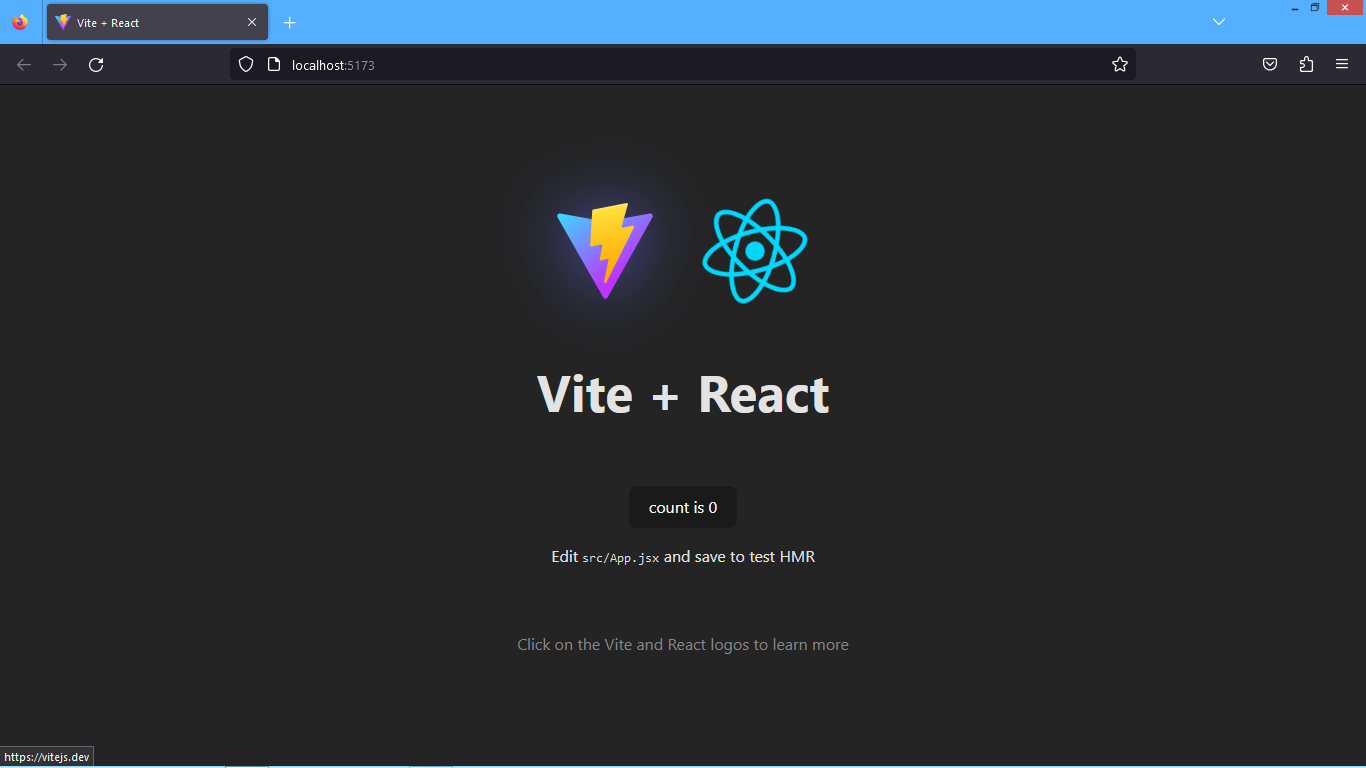 Vite + React
localhost:5173
Vite + React
count is 0
Edit src/App.jsx and save to test HMR
Click on the Vite and React logos to learn more
https://vitejs.dev